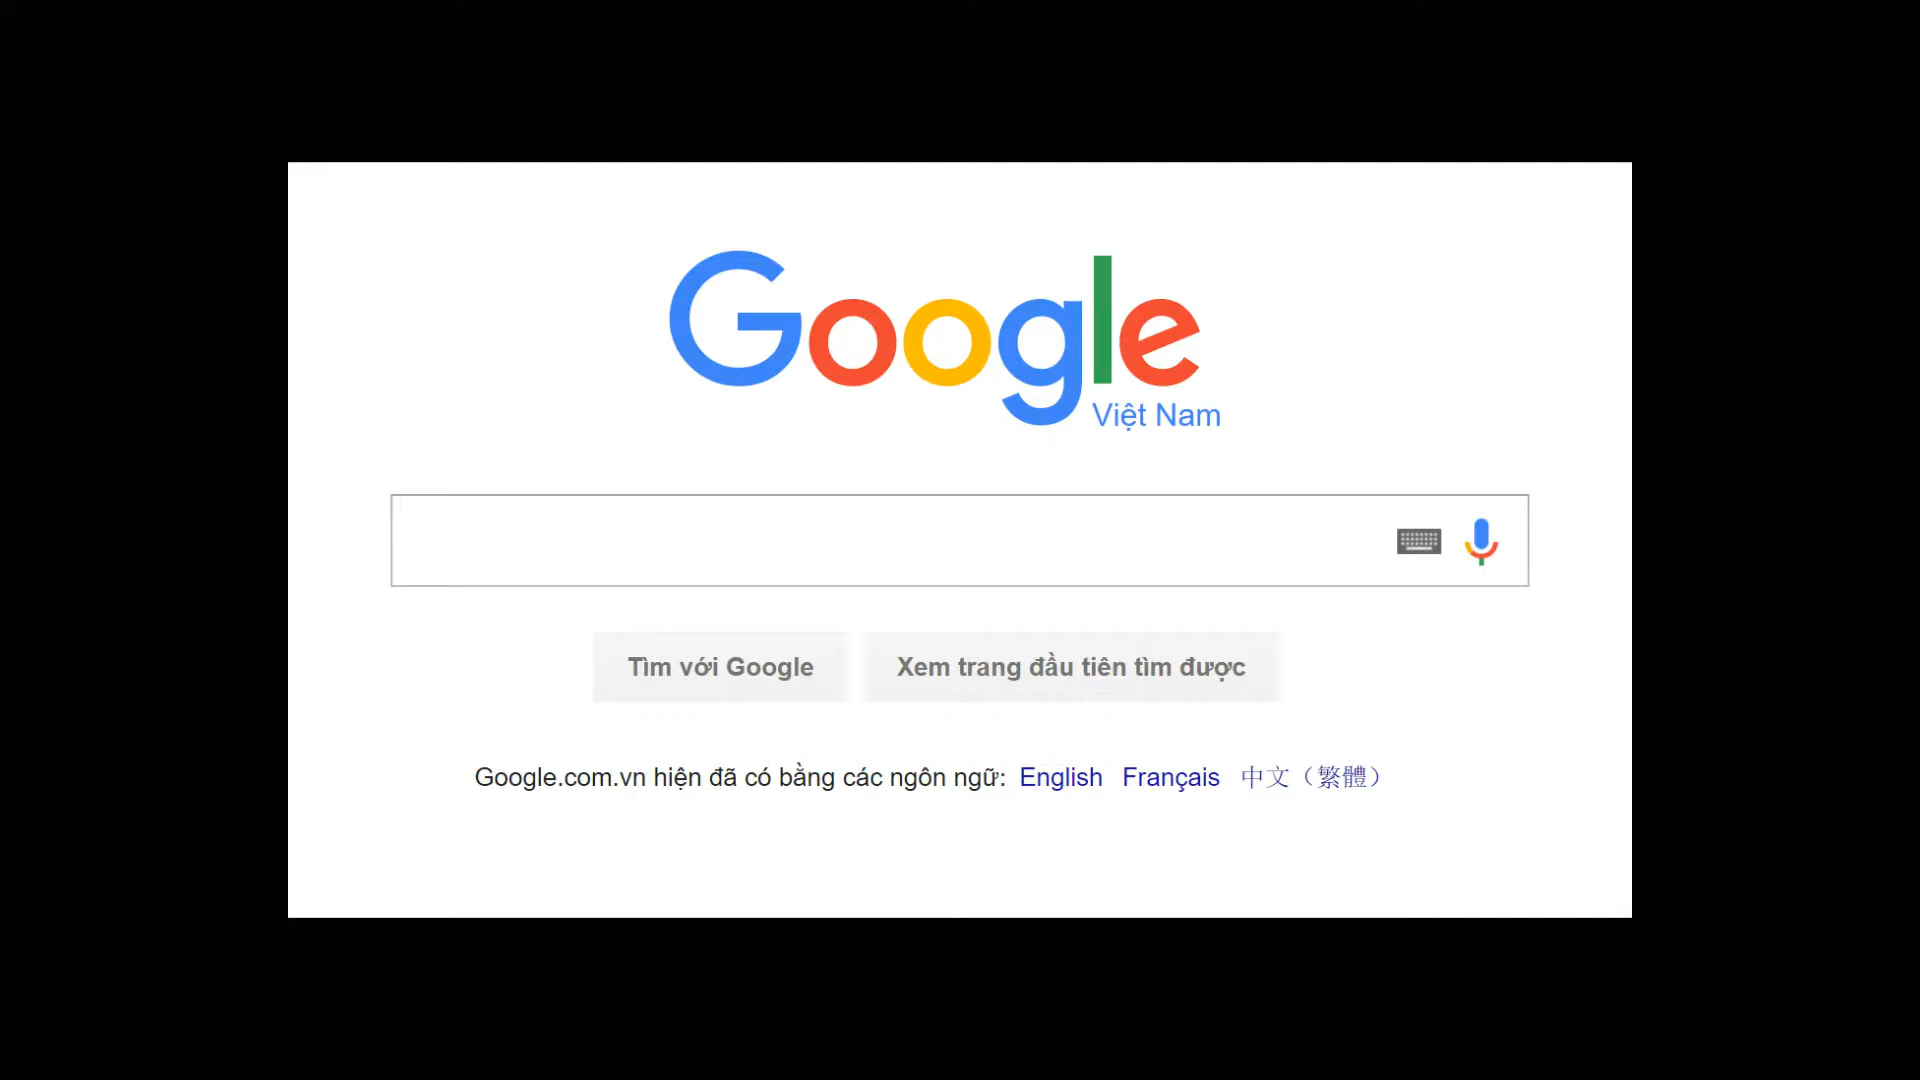 Google
Việt Nam
Tìm với Google
Xem trang đầu tiên tìm được
Google.com.vn hiện đã có bằng các ngôn ngữ: English Français 中文（繁體）